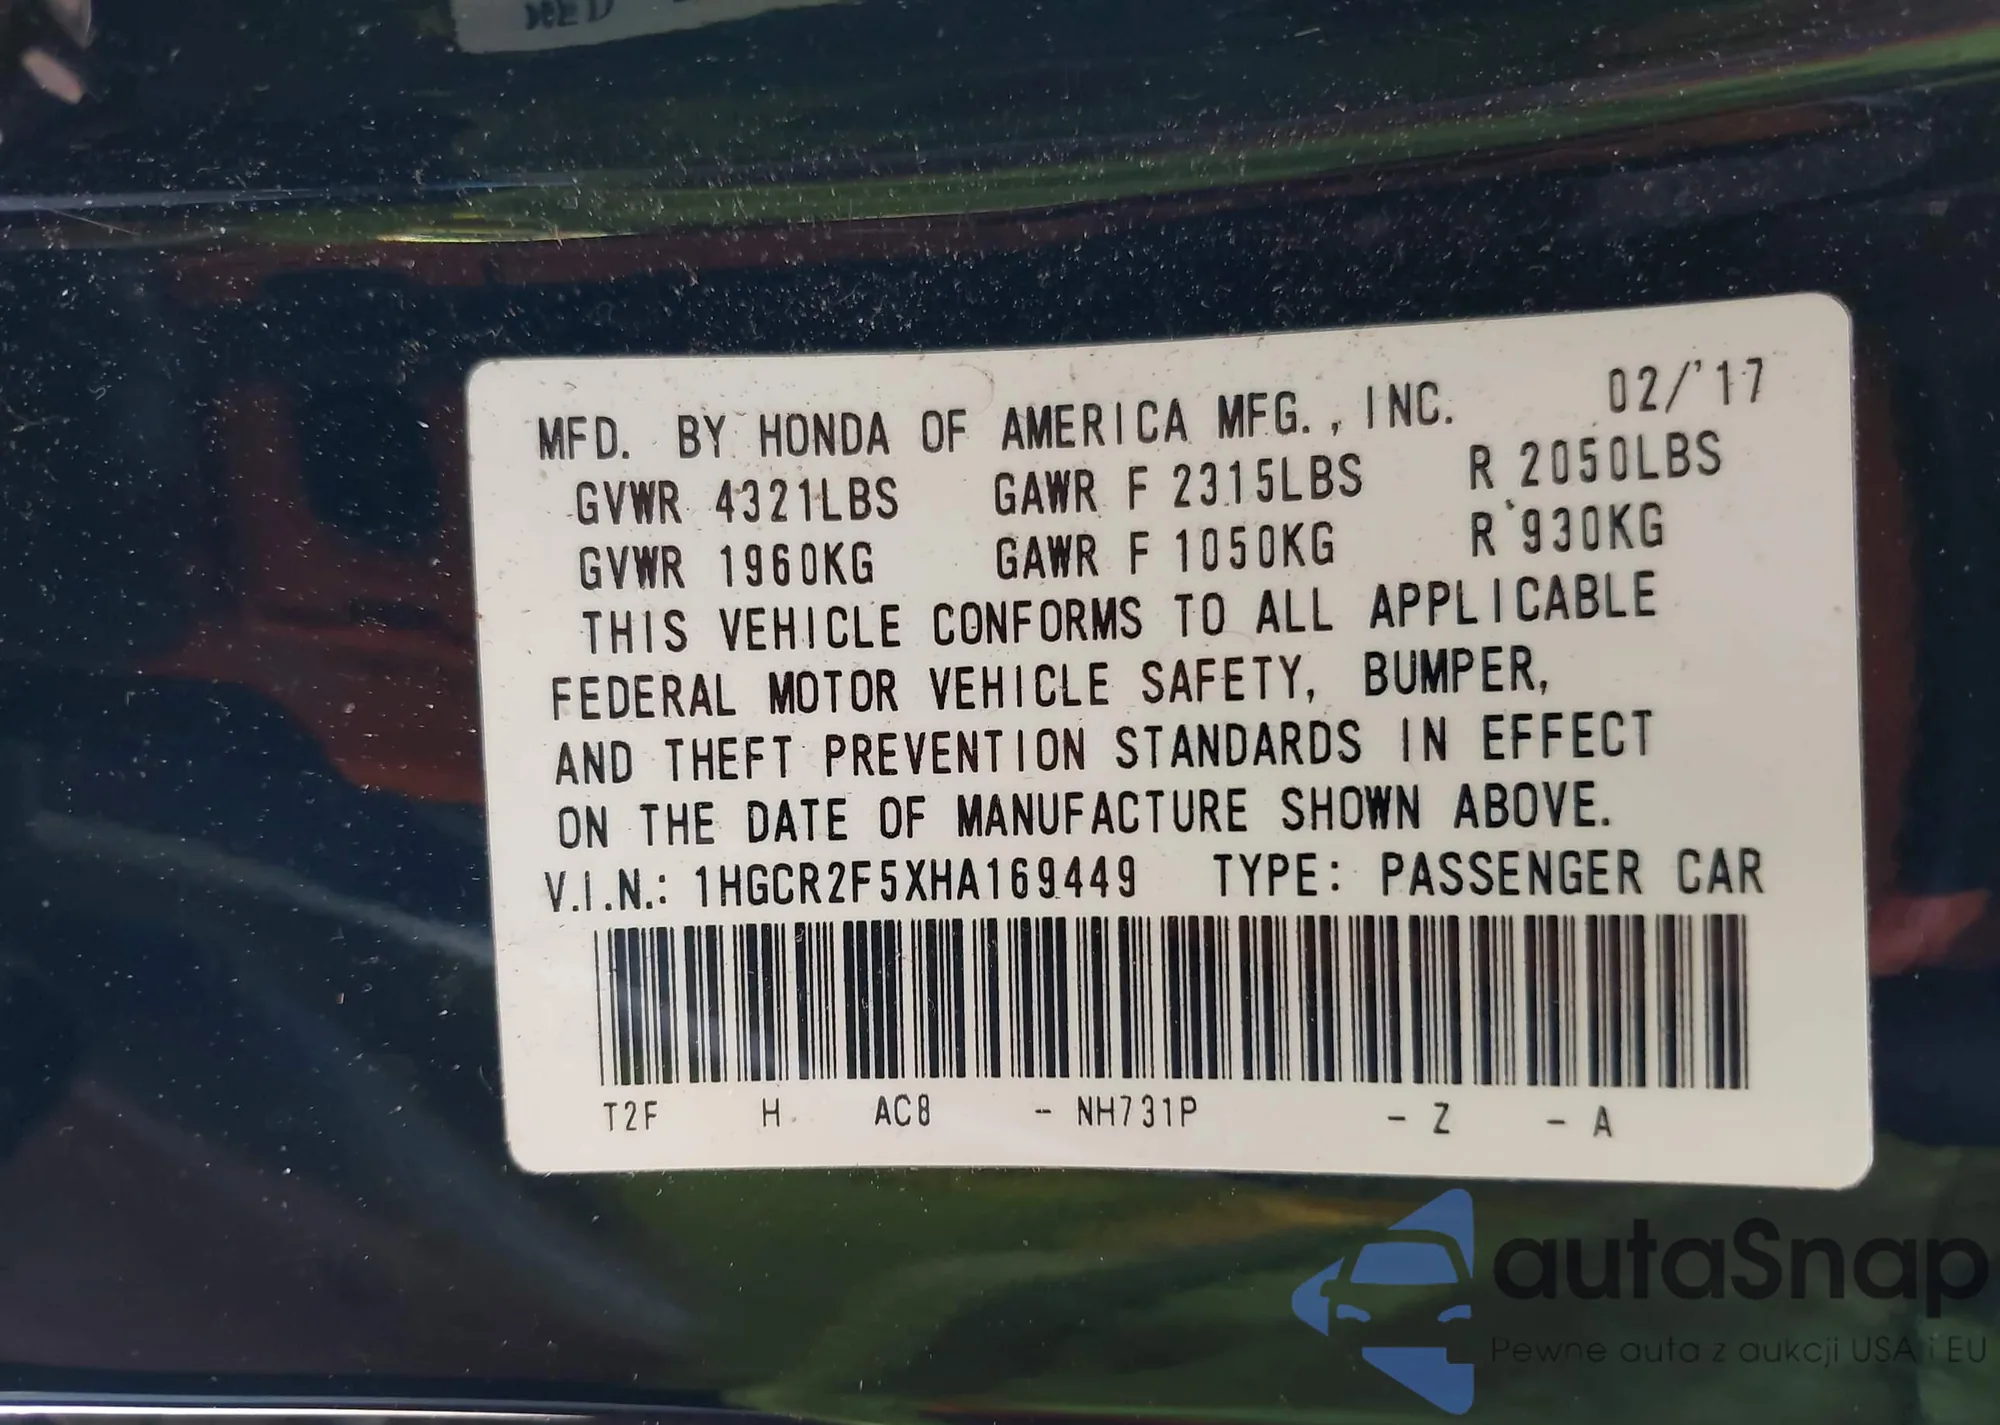 MFD. BY HONDA OF AMERICA MFG., INC. 02/'17
GVWR 4321LBS GAWR F 2315LBS R 2050LBS
GVWR 1960KG GAWR F 1050KG R 930KG
THIS VEHICLE CONFORMS TO ALL APPLICABLE
FEDERAL MOTOR VEHICLE SAFETY, BUMPER,
AND THEFT PREVENTION STANDARDS IN EFFECT
ON THE DATE OF MANUFACTURE SHOWN ABOVE.
V.I.N.: 1HGCR2F5XHA169449 TYPE: PASSENGER CAR
T2F H AC8 - NH731P - Z - A
autaSnap
Pewne auta z aukcji USA i EU